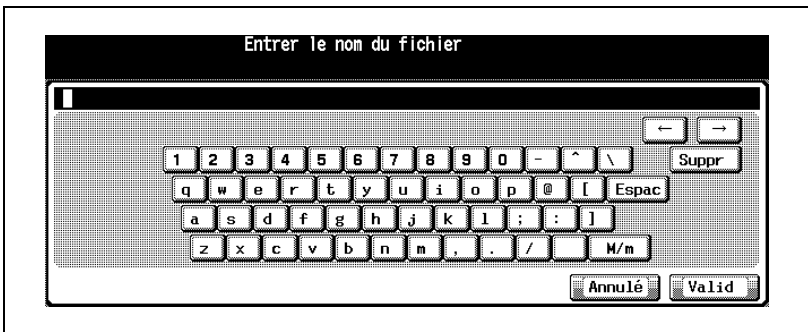 Entrer le nom du fichier
← →
1 2 3 4 5 6 7 8 9 0 - ^ \ Suppr
q w e r t y u i o p @ [ Espac
a s d f g h j k l ; : ]
z x c v b n m , . / M/m
Annulé Valid